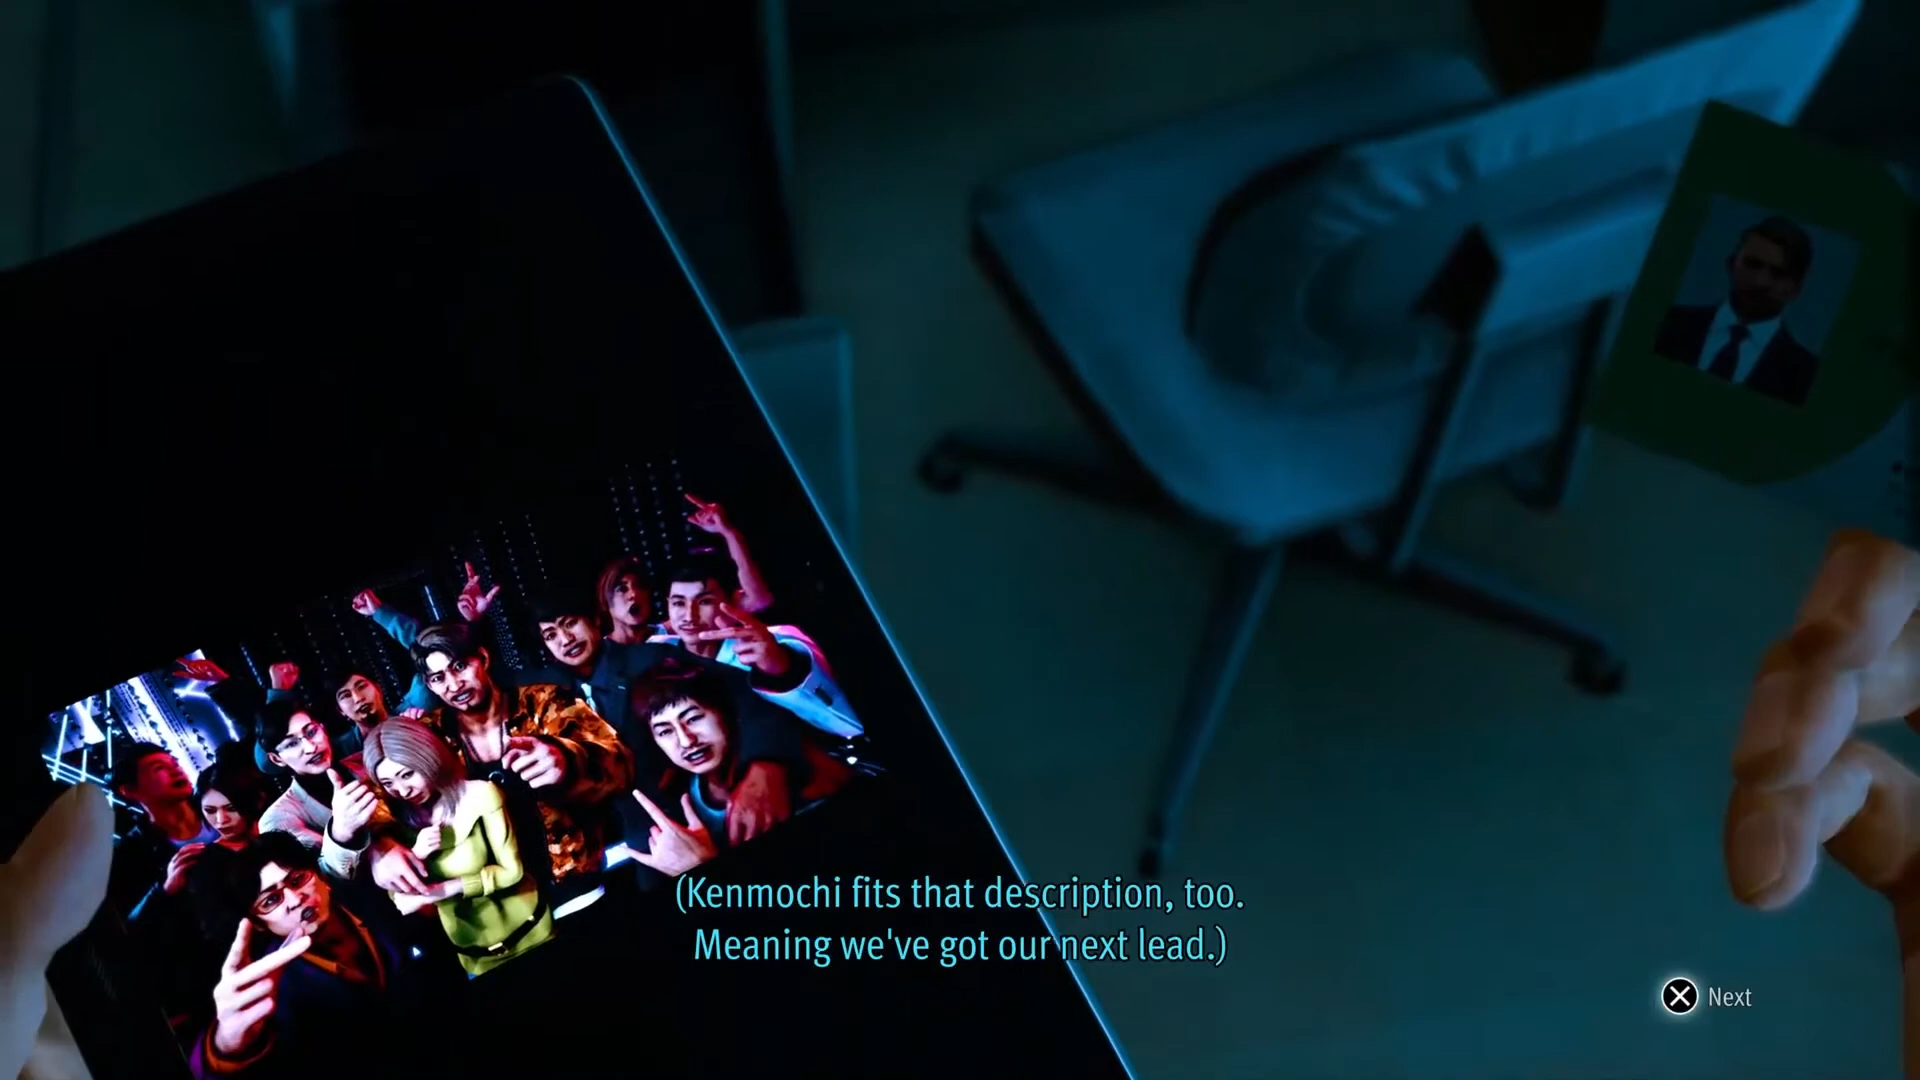 (Kenmochi fits that description, too.
Meaning we've got our next lead.)
Next